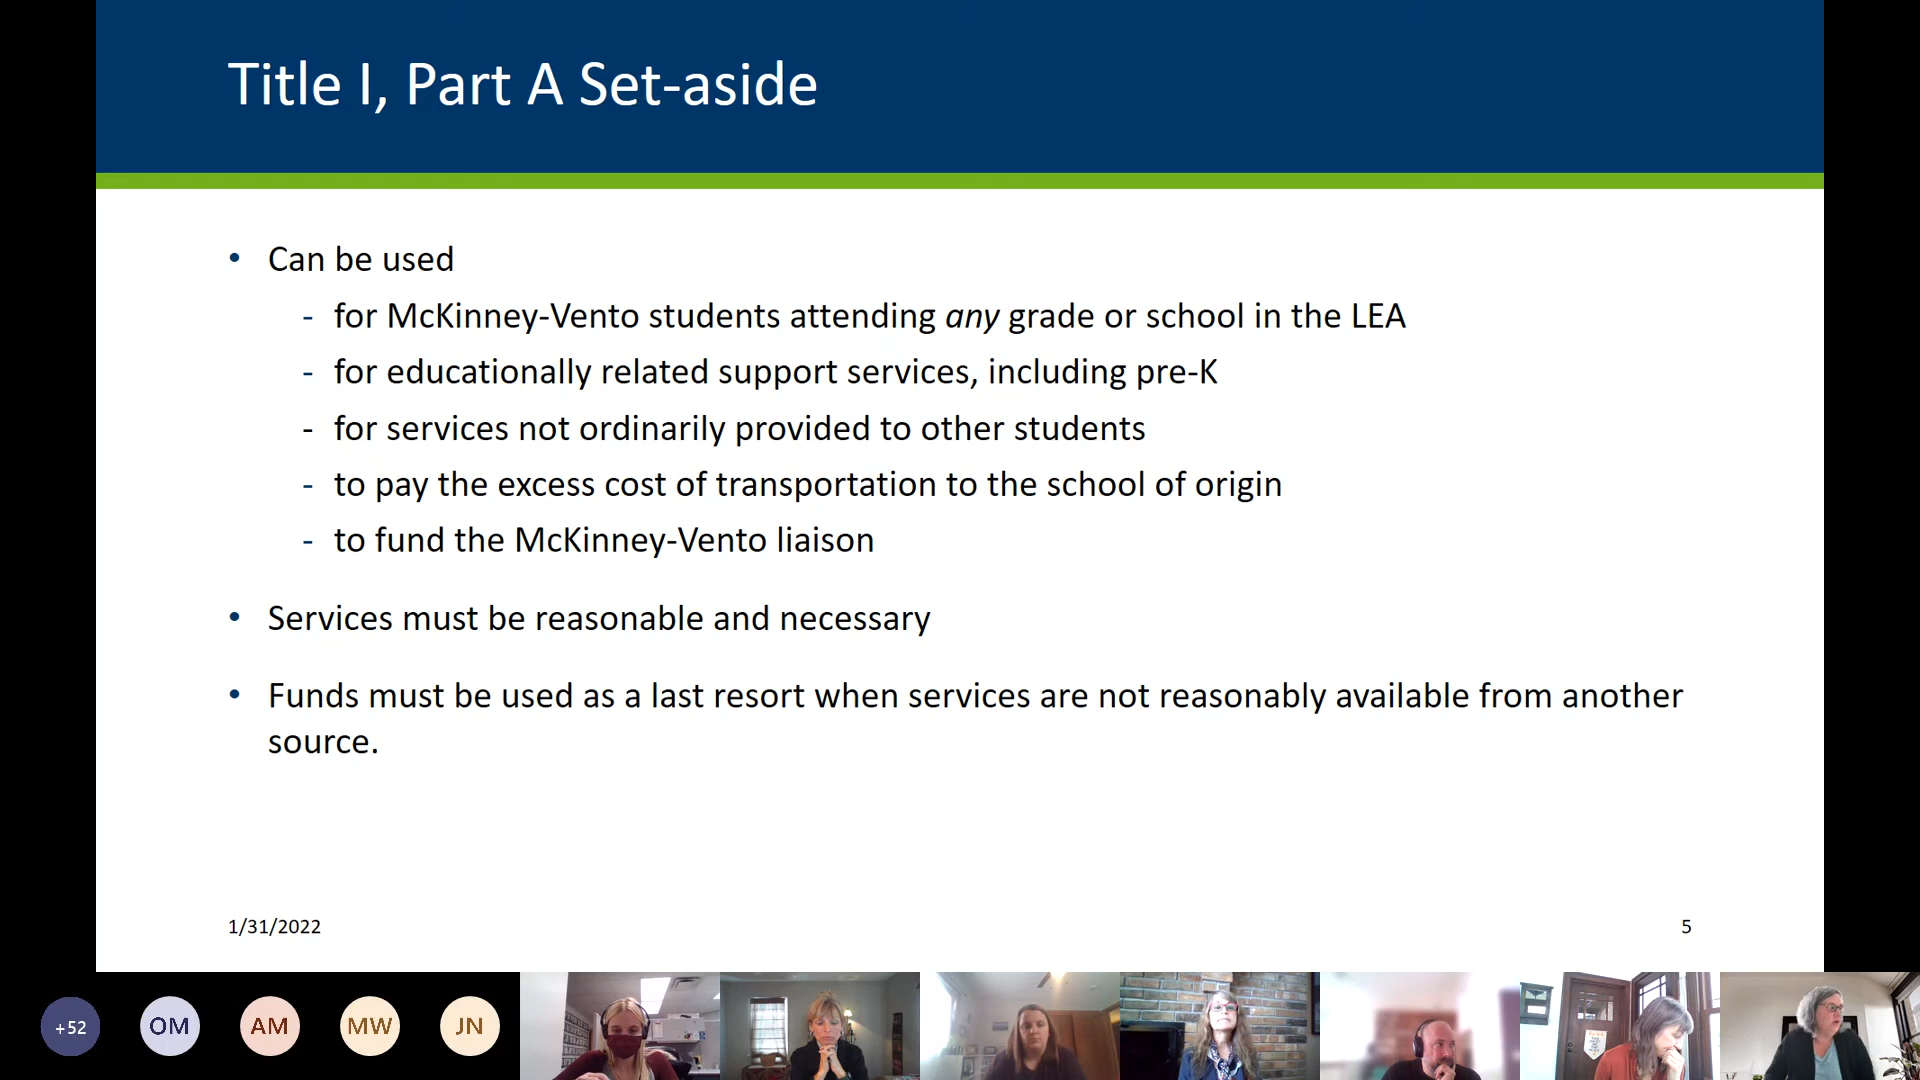 Title I, Part A Set-aside
• Can be used
- for McKinney-Vento students attending any grade or school in the LEA
- for educationally related support services, including pre-K
- for services not ordinarily provided to other students
- to pay the excess cost of transportation to the school of origin
- to fund the McKinney-Vento liaison
• Services must be reasonable and necessary
• Funds must be used as a last resort when services are not reasonably available from another
source.
1/31/2022
5
+52
OM
AM
MW
JN